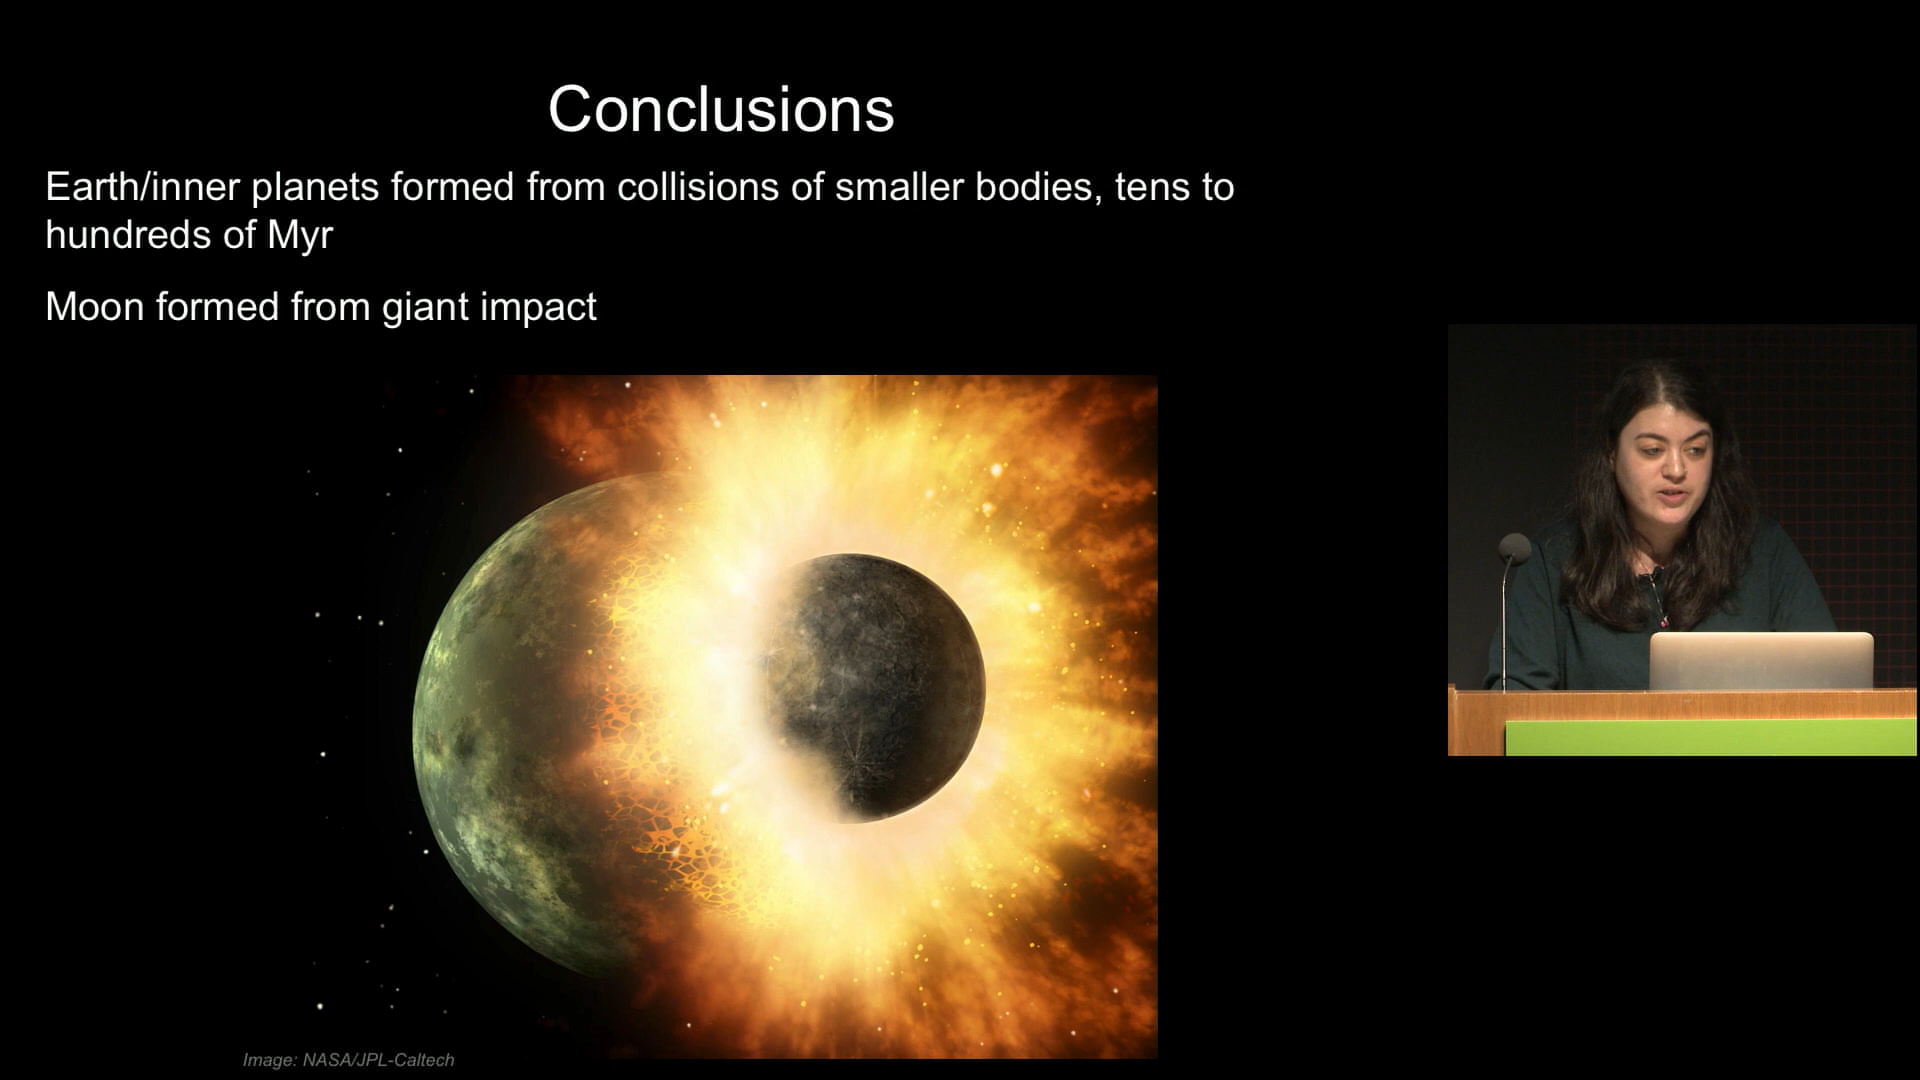 Conclusions
Earth/inner planets formed from collisions of smaller bodies, tens to
hundreds of Myr
Moon formed from giant impact
Image: NASA/JPL-Caltech